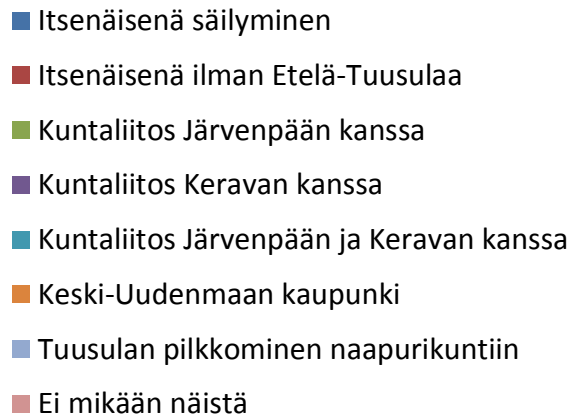 Itsenäisenä säilyminen
Itsenäisenä ilman Etelä-Tuusulaa
Kuntaliitos Järvenpään kanssa
Kuntaliitos Keravan kanssa
Kuntaliitos Järvenpään ja Keravan kanssa
Keski-Uudenmaan kaupunki
Tuusulan pilkkominen naapurikuntiin
Ei mikään näistä